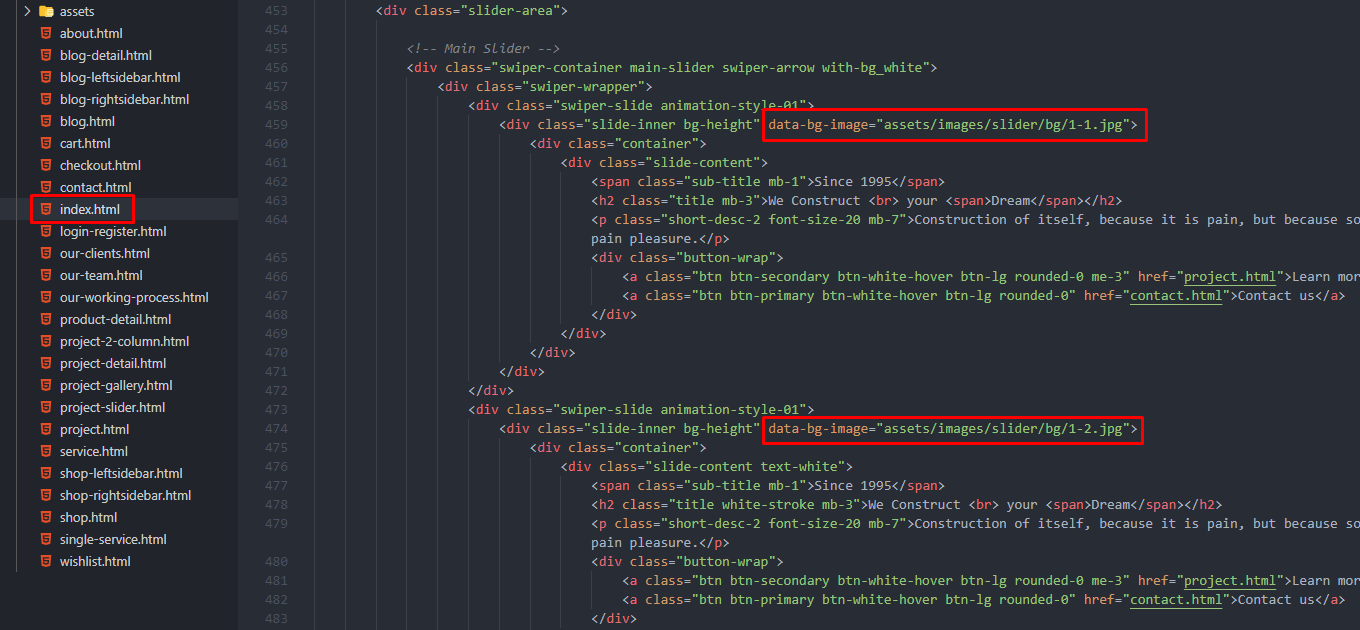 assets
about.html
blog-detail.html
blog-leftsidebar.html
blog-rightsidebar.html
blog.html
cart.html
checkout.html
contact.html
index.html
login-register.html
our-clients.html
our-team.html
our-working-process.html
product-detail.html
project-2-column.html
project-detail.html
project-gallery.html
project-slider.html
project.html
service.html
shop-leftsidebar.html
shop-rightsidebar.html
shop.html
single-service.html
wishlist.html
453 <div class="slider-area">
454
455 <!-- Main Slider -->
456 <div class="swiper-container main-slider swiper-arrow with-bg_white">
457 <div class="swiper-wrapper">
458 <div class="swiper-slide animation-style-01">
459 <div class="slide-inner bg-height" data-bg-image="assets/images/slider/bg/1-1.jpg">
460 <div class="container">
461 <div class="slide-content">
462 <span class="sub-title mb-1">Since 1995</span>
463 <h2 class="title mb-3">We Construct <br> your <span>Dream</span></h2>
464 <p class="short-desc-2 font-size-20 mb-7">Construction of itself, because it is pain, but because so
pain pleasure.</p>
465 <div class="button-wrap">
466 <a class="btn btn-secondary btn-white-hover btn-lg rounded-0 me-3" href="project.html">Learn mor
467 <a class="btn btn-primary btn-white-hover btn-lg rounded-0" href="contact.html">Contact us</a>
468 </div>
469 </div>
470 </div>
471 </div>
472 </div>
473 <div class="swiper-slide animation-style-01">
474 <div class="slide-inner bg-height" data-bg-image="assets/images/slider/bg/1-2.jpg">
475 <div class="container">
476 <div class="slide-content text-white">
477 <span class="sub-title mb-1">Since 1995</span>
478 <h2 class="title white-stroke mb-3">We Construct <br> your <span>Dream</span></h2>
479 <p class="short-desc-2 font-size-20 mb-7">Construction of itself, because it is pain, but because so
pain pleasure.</p>
480 <div class="button-wrap">
481 <a class="btn btn-secondary btn-white-hover btn-lg rounded-0 me-3" href="project.html">Learn mor
482 <a class="btn btn-primary btn-white-hover btn-lg rounded-0" href="contact.html">Contact us</a>
483 </div>